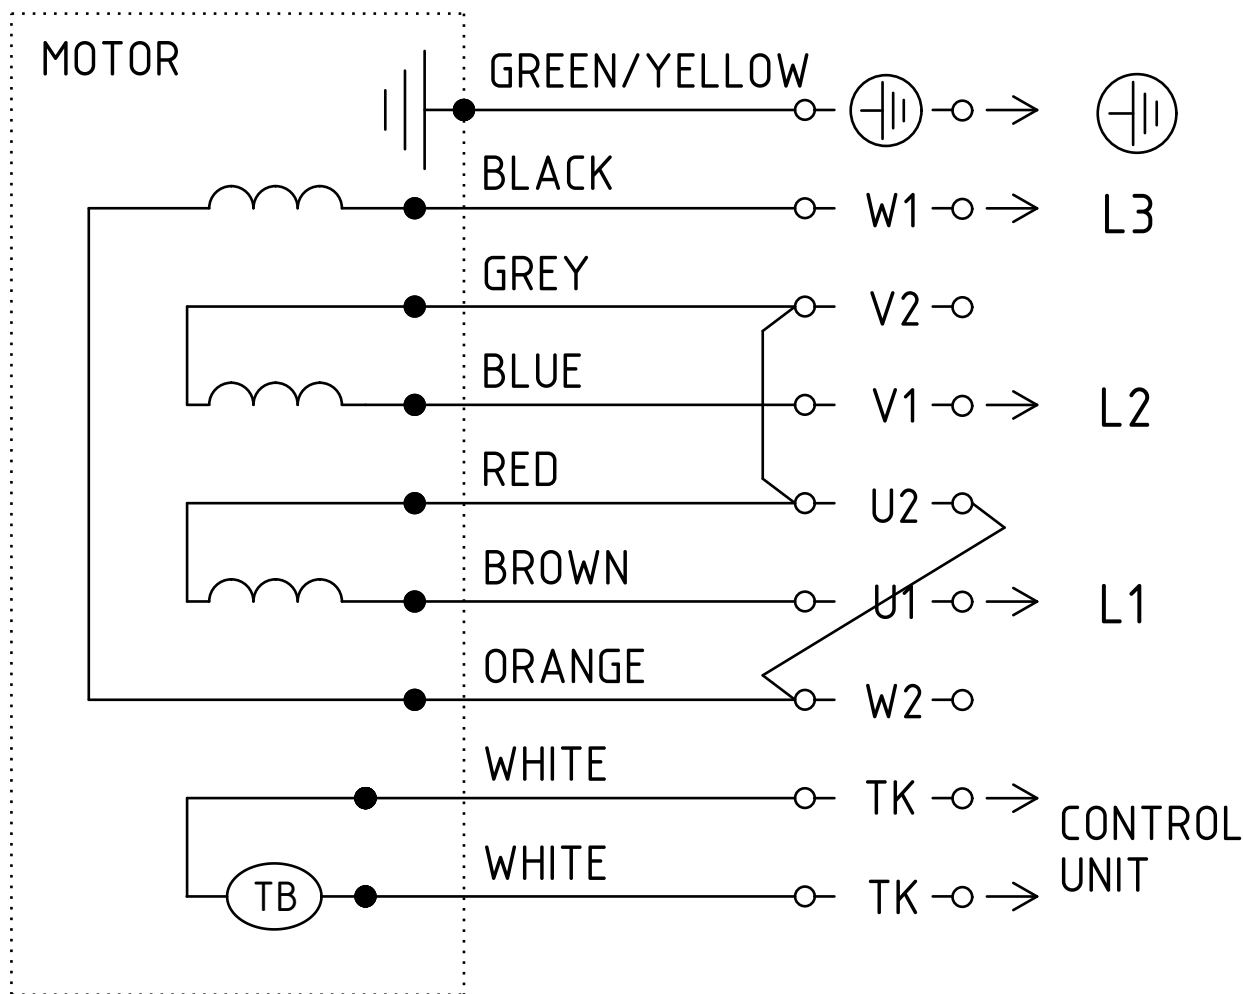 MOTOR
GREEN/YELLOW
BLACK
W1 L3
GREY
V2
BLUE
V1 L2
RED
U2
BROWN
U1 L1
ORANGE
W2
WHITE
TK
CONTROL
UNIT
WHITE
TB TK